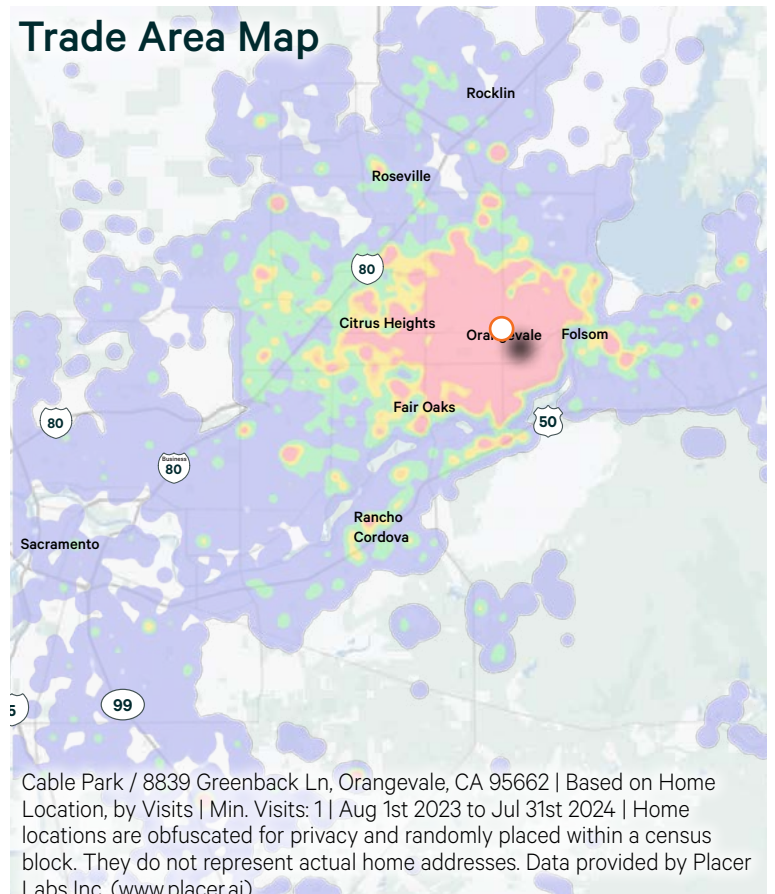 Trade Area Map
Rocklin
Roseville
80
Citrus Heights
Orangevale
Folsom
Fair Oaks
80
50
Business
80
Rancho
Cordova
Sacramento
5
99
Cable Park / 8839 Greenback Ln, Orangevale, CA 95662 | Based on Home
Location, by Visits | Min. Visits: 1 | Aug 1st 2023 to Jul 31st 2024 | Home
locations are obfuscated for privacy and randomly placed within a census
block. They do not represent actual home addresses. Data provided by Placer
Labs Inc. (www.placer.ai)